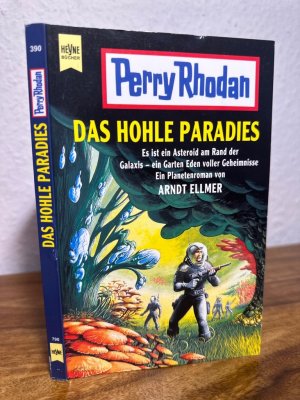 390
Perry Rhodan
DAS HOHLE PARADIES
HEYNE
BÜCHER
Perry Rhodan
DAS HOHLE PARADIES
Es ist ein Asteroid am Rand der
Galaxis – ein Garten Eden voller Geheimnisse
Ein Planetenroman von
ARNDT ELLMER